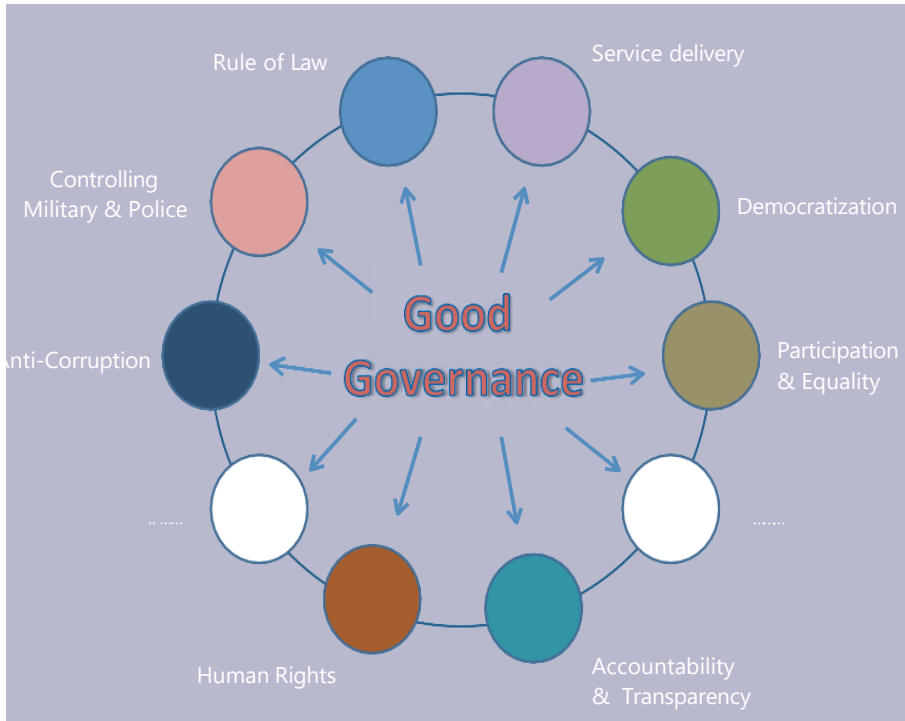 Rule of Law
Service delivery
Controlling
Military & Police
Democratization
Good
Governance
Anti-Corruption
Participation
& Equality
.. ......
........
Human Rights
Accountability
& Transparency